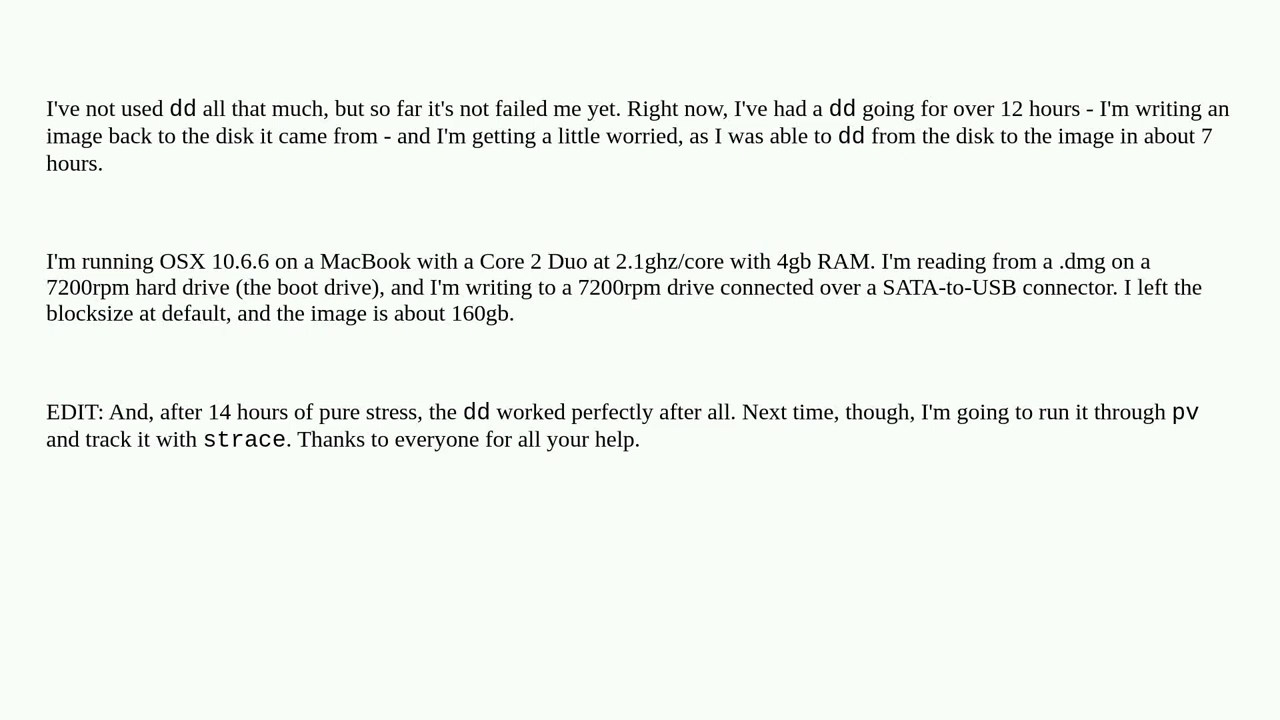 I've not used dd all that much, but so far it's not failed me yet. Right now, I've had a dd going for over 12 hours - I'm writing an
image back to the disk it came from - and I'm getting a little worried, as I was able to dd from the disk to the image in about 7
hours.
I'm running OSX 10.6.6 on a MacBook with a Core 2 Duo at 2.1ghz/core with 4gb RAM. I'm reading from a .dmg on a
7200rpm hard drive (the boot drive), and I'm writing to a 7200rpm drive connected over a SATA-to-USB connector. I left the
blocksize at default, and the image is about 160gb.
EDIT: And, after 14 hours of pure stress, the dd worked perfectly after all. Next time, though, I'm going to run it through pv
and track it with strace. Thanks to everyone for all your help.